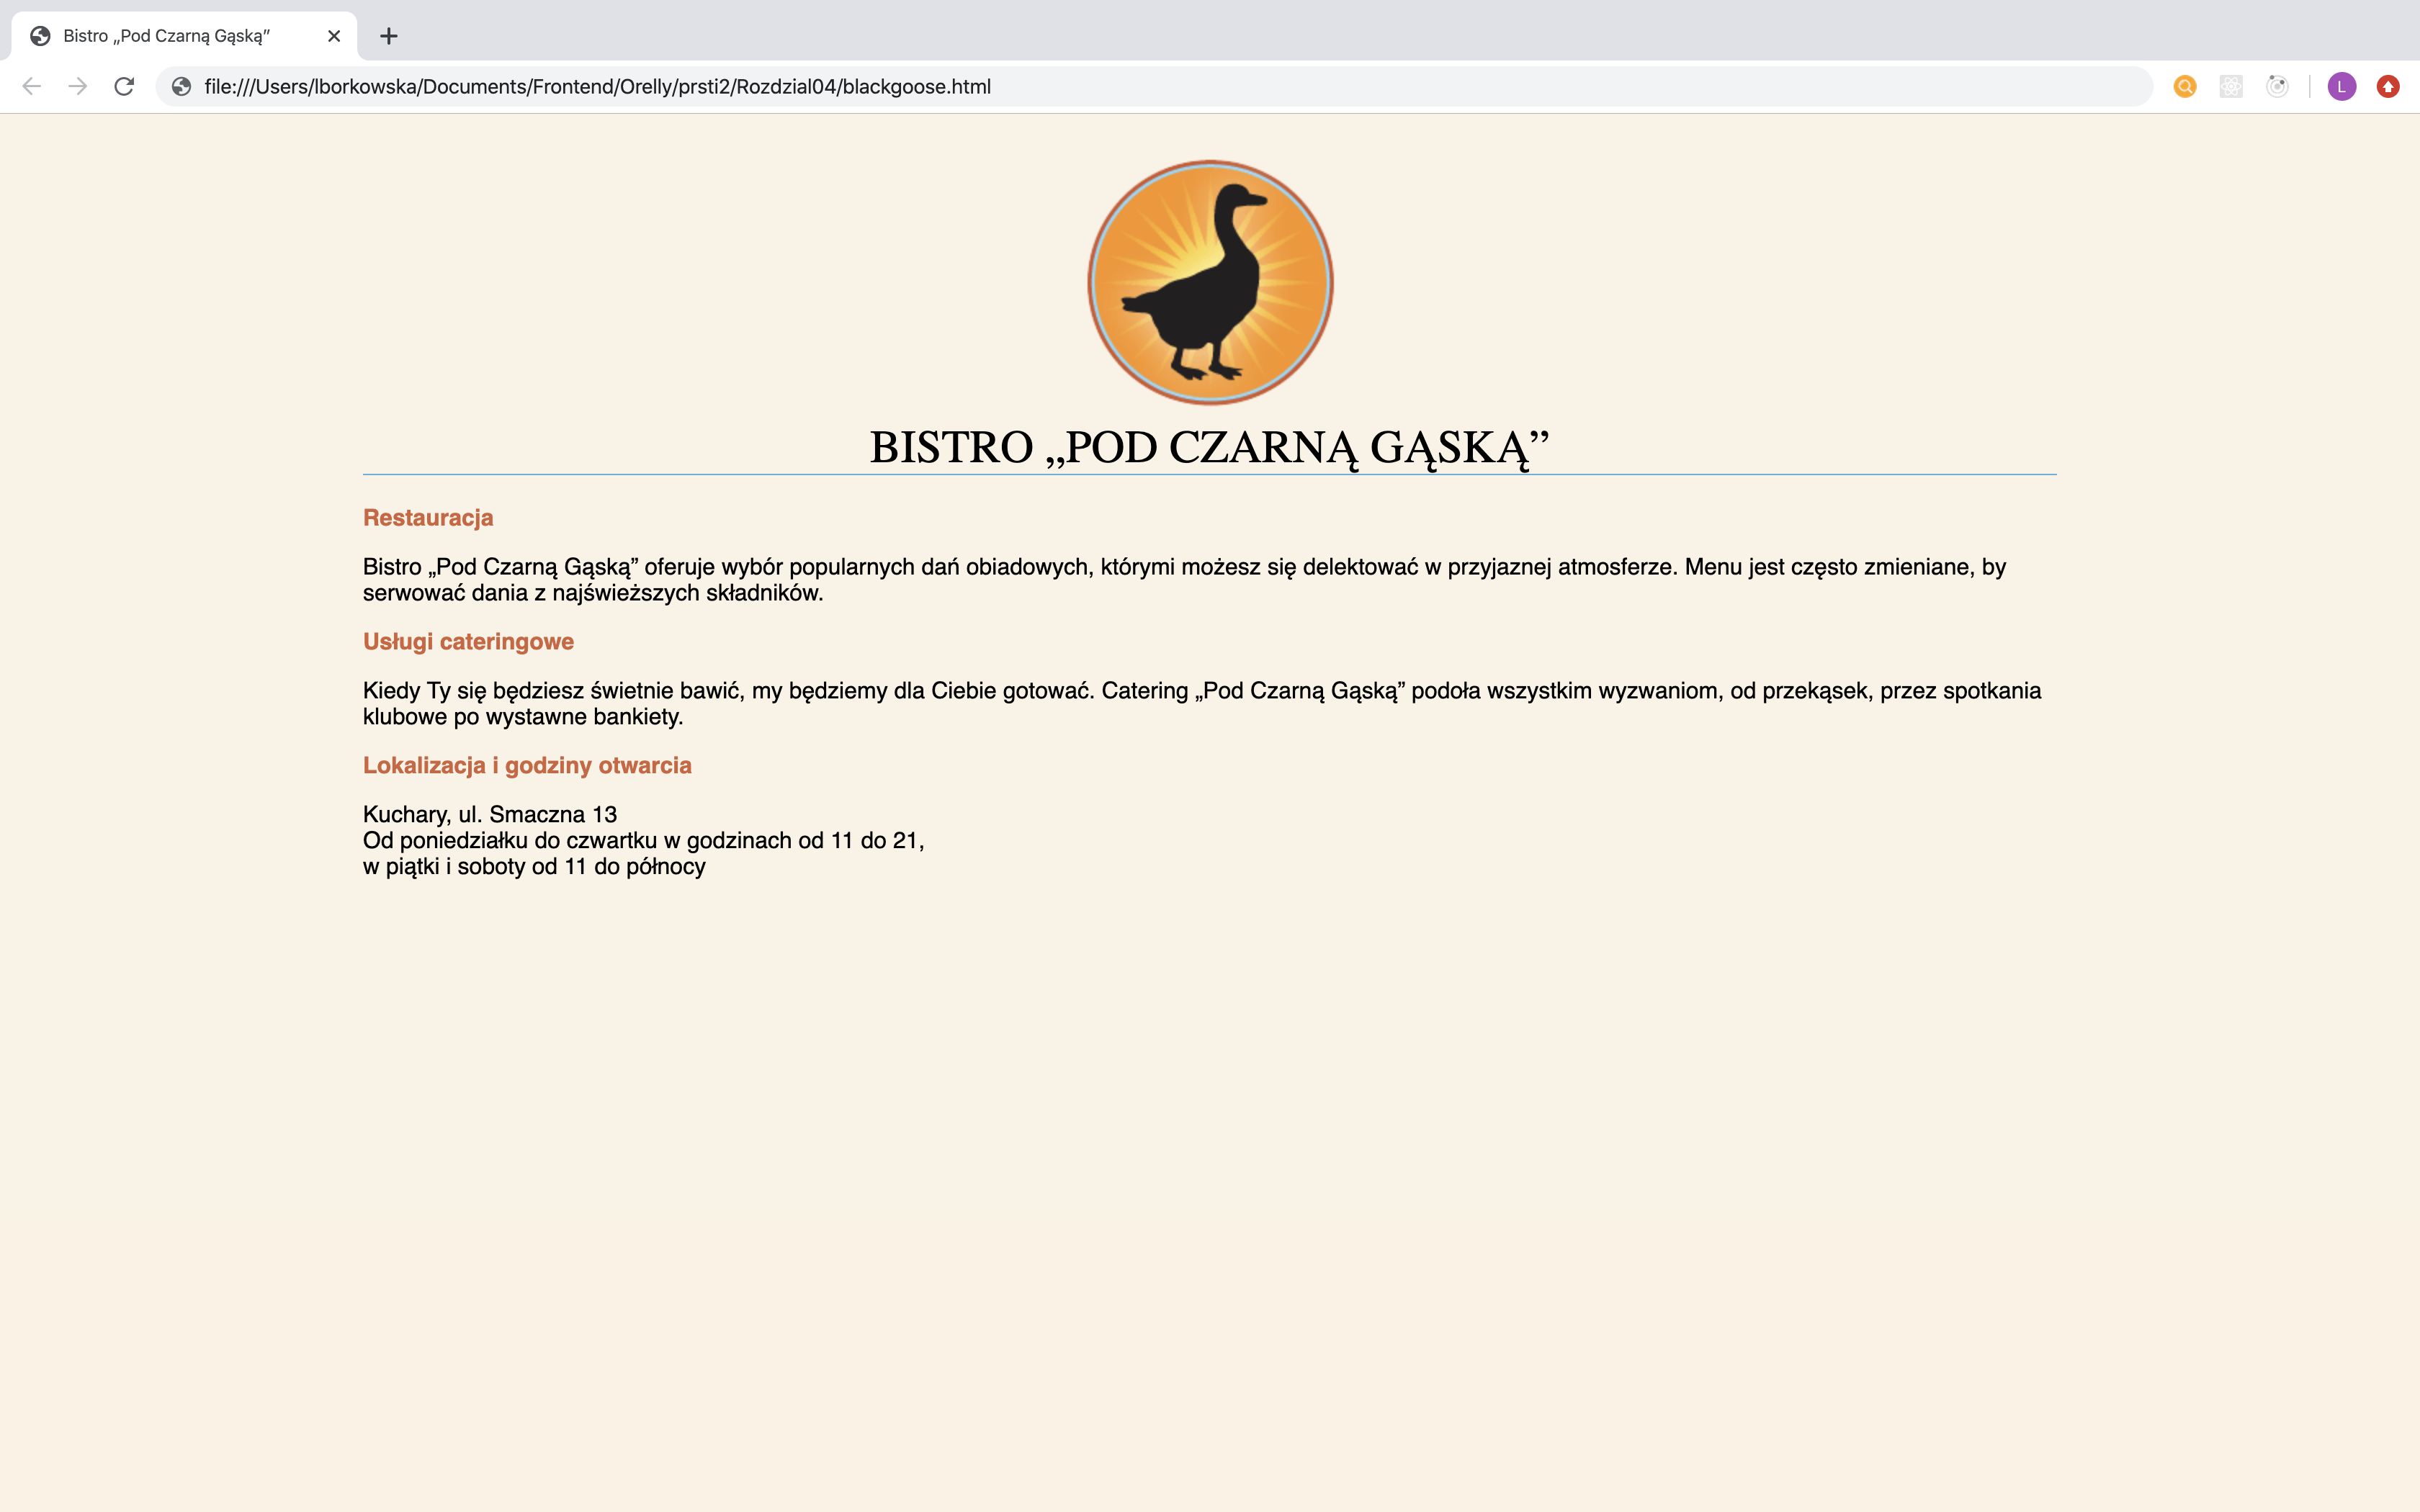 Bistro „Pod Czarną Gąską”
file:///Users/lborkowska/Documents/Frontend/Orelly/prsti2/Rozdzial04/blackgoose.html
L
BISTRO „POD CZARNĄ GĄSKĄ”
Restauracja
Bistro „Pod Czarną Gąską” oferuje wybór popularnych dań obiadowych, którymi możesz się delektować w przyjaznej atmosferze. Menu jest często zmieniane, by
serwować dania z najświeższych składników.
Usługi cateringowe
Kiedy Ty się będziesz świetnie bawić, my będziemy dla Ciebie gotować. Catering „Pod Czarną Gąską” podoła wszystkim wyzwaniom, od przekąsek, przez spotkania
klubowe po wystawne bankiety.
Lokalizacja i godziny otwarcia
Kuchary, ul. Smaczna 13
Od poniedziałku do czwartku w godzinach od 11 do 21,
w piątki i soboty od 11 do północy